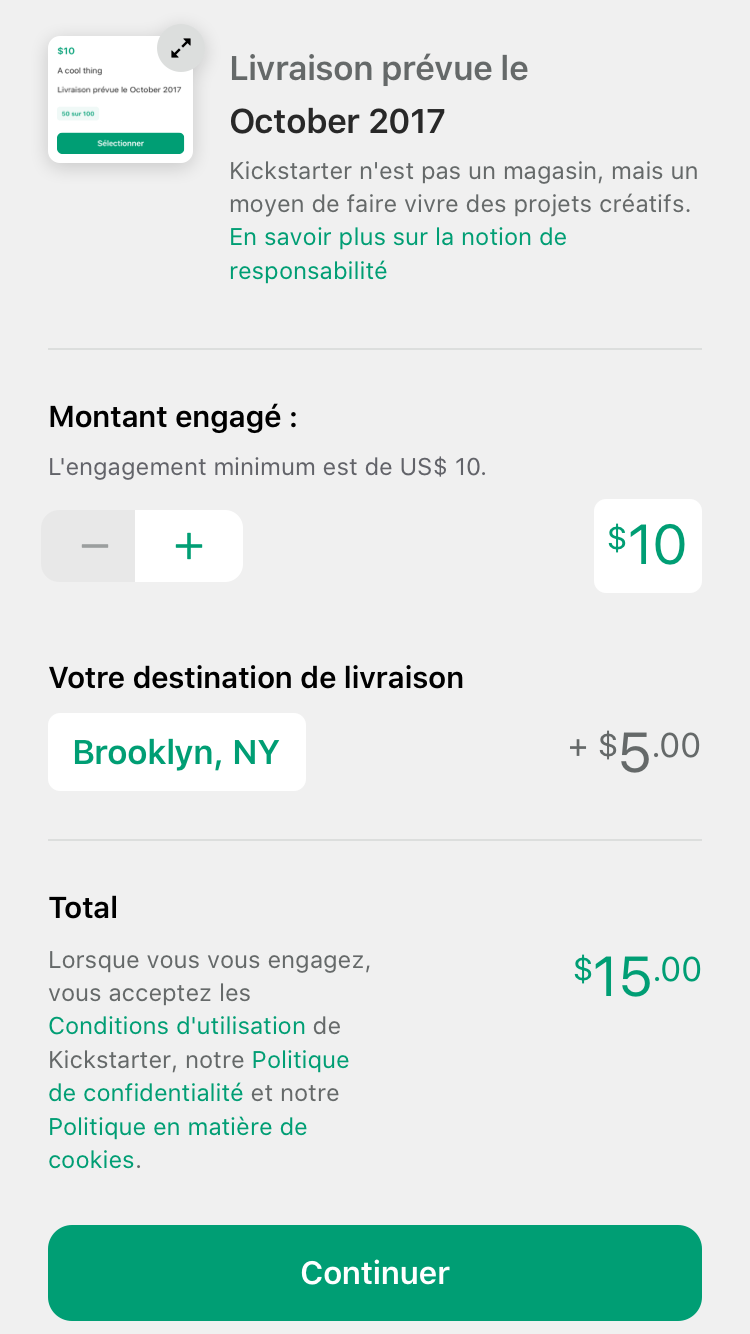 $10
A cool thing
Livraison prévue le October 2017
50 sur 100
Sélectionner
Livraison prévue le
October 2017
Kickstarter n'est pas un magasin, mais un
moyen de faire vivre des projets créatifs.
En savoir plus sur la notion de
responsabilité
Montant engagé :
L'engagement minimum est de US$ 10.
$10
Votre destination de livraison
Brooklyn, NY
+ $5.00
Total
Lorsque vous vous engagez,
vous acceptez les
Conditions d'utilisation de
Kickstarter, notre Politique
de confidentialité et notre
Politique en matière de
cookies.
$15.00
Continuer